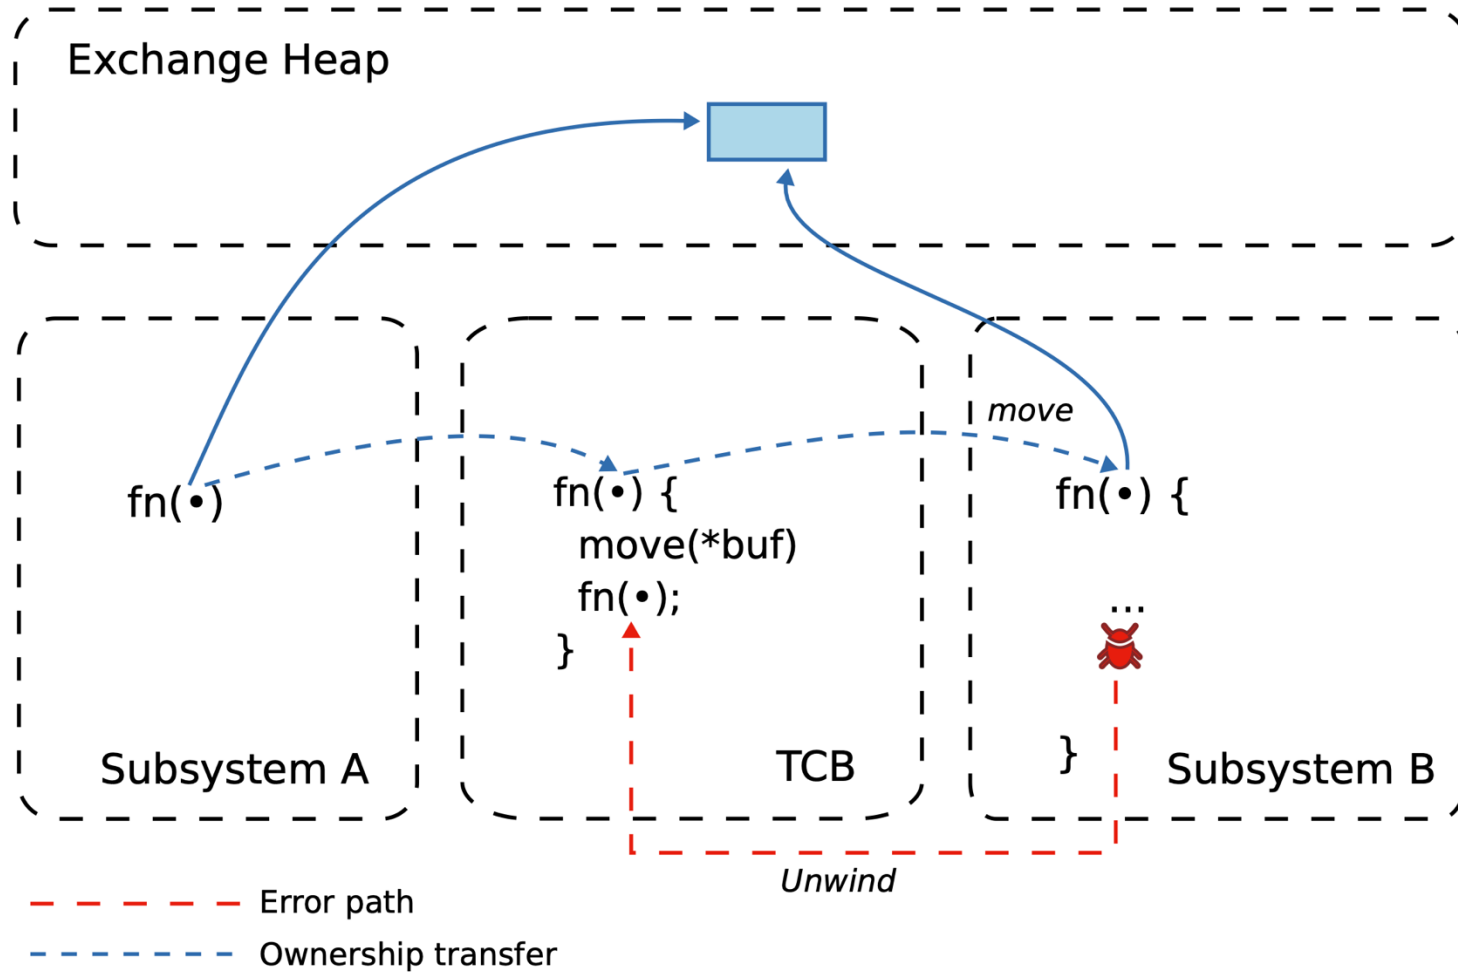 Exchange Heap
move
fn(•)
fn(•) {
move(*buf)
fn(•);
}
fn(•) {
...
}
Subsystem A
TCB
Subsystem B
Unwind
Error path
Ownership transfer